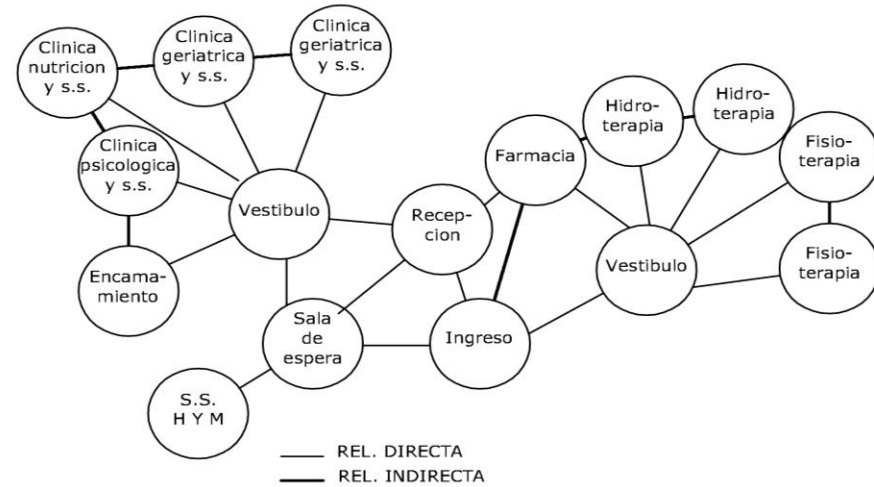 Clinica
nutricion
y s.s.
Clinica
geriatrica
y s.s.
Clinica
geriatrica
y s.s.
Clinica
psicologica
y s.s.
Encama-
miento
Vestibulo
Recep-
cion
Sala
de
espera
S.S.
H Y M
Ingreso
Farmacia
Hidro-
terapia
Hidro-
terapia
Fisio-
terapia
Fisio-
terapia
Vestibulo
REL. DIRECTA
REL. INDIRECTA